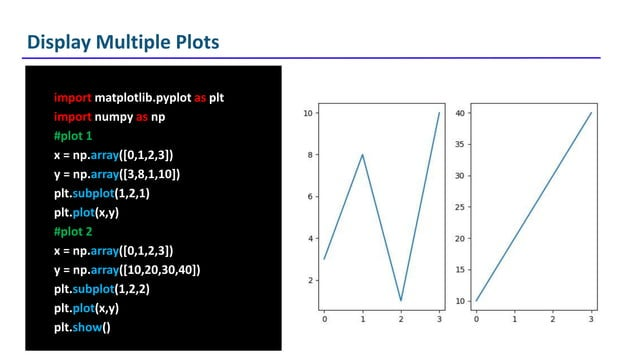 Display Multiple Plots
import matplotlib.pyplot as plt
import numpy as np
#plot 1
x = np.array([0,1,2,3])
y = np.array([3,8,1,10])
plt.subplot(1,2,1)
plt.plot(x,y)
#plot 2
x = np.array([0,1,2,3])
y = np.array([10,20,30,40])
plt.subplot(1,2,2)
plt.plot(x,y)
plt.show()
10
8
6
4
2
0 1 2 3
40
35
30
25
20
15
10
0 1 2 3